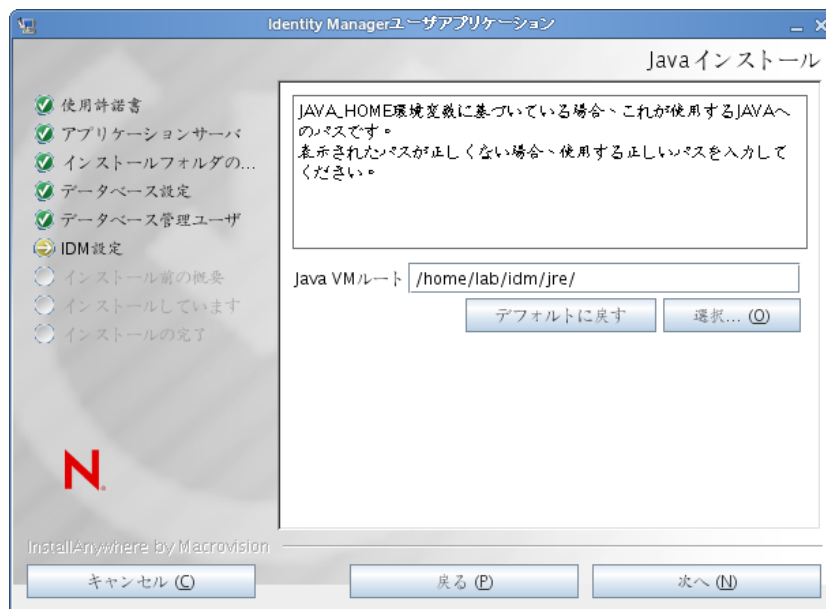 Identity Managerユーザアプリケーション
Javaインストール
使用許諾書
アプリケーションサーバ
インストールフォルダの...
データベース設定
データベース管理ユーザ
IDM設定
インストール前の概要
インストールしています
インストールの完了
JAVA_HOME環境変数に基づいている場合、これが使用するJAVAへ
のパスです。
表示されたパスが正しくない場合、使用する正しいパスを入力して
ください。
Java VMルート /home/lab/idm/jre/
デフォルトに戻す 選択... (O)
N
InstallAnywhere by Macrovision
キャンセル (C) 戻る (P) 次へ (N)